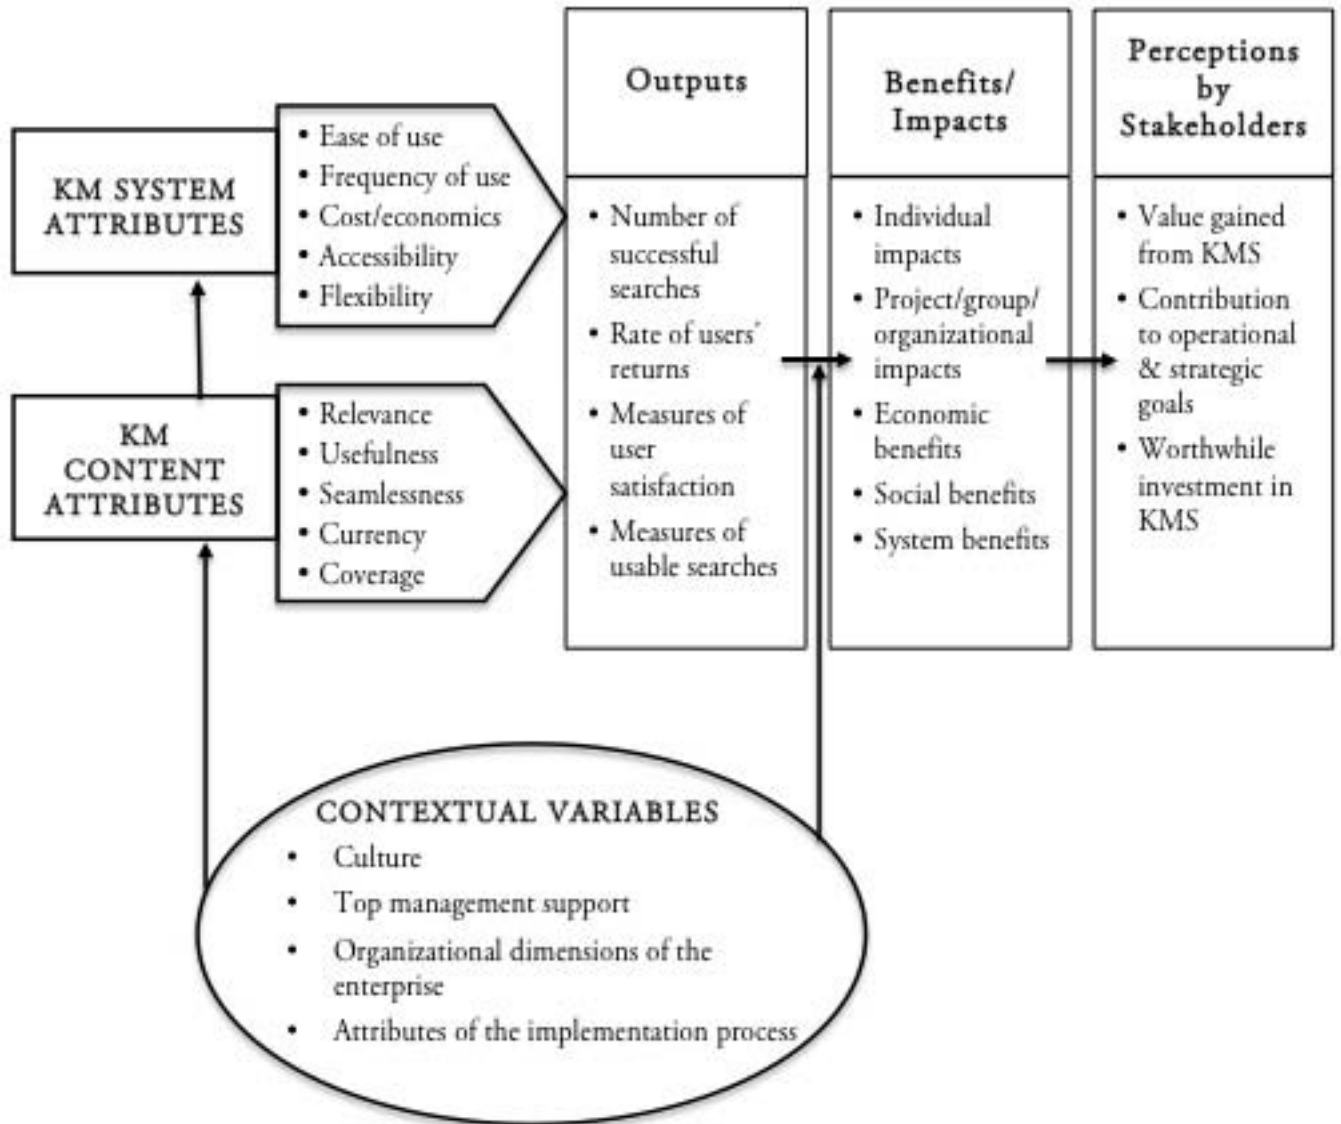 KM SYSTEM
ATTRIBUTES
• Ease of use
• Frequency of use
• Cost/economics
• Accessibility
• Flexibility
KM
CONTENT
ATTRIBUTES
• Relevance
• Usefulness
• Seamlessness
• Currency
• Coverage
Outputs
• Number of
successful
searches
• Rate of users'
returns
• Measures of
user
satisfaction
• Measures of
usable searches
Benefits/
Impacts
• Individual
impacts
• Project/group/
organizational
impacts
• Economic
benefits
• Social benefits
• System benefits
Perceptions
by
Stakeholders
• Value gained
from KMS
• Contribution
to operational
& strategic
goals
• Worthwhile
investment in
KMS
CONTEXTUAL VARIABLES
• Culture
• Top management support
• Organizational dimensions of the
enterprise
• Attributes of the implementation process